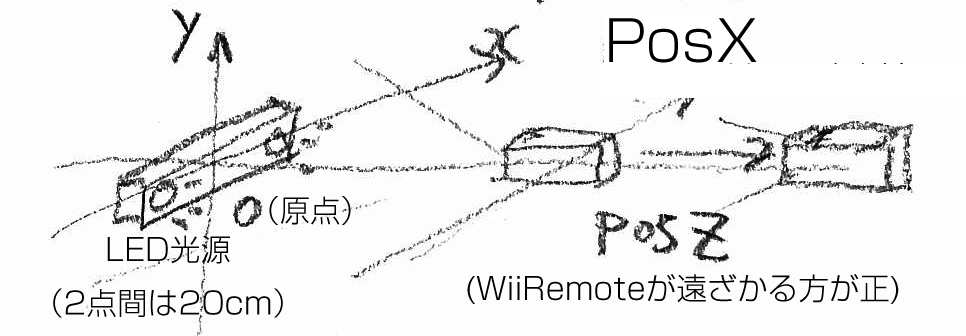 Y
X
PosX
O(原点)
LED光源
(2点間は20cm)
POSZ
(WiiRemoteが遠ざかる方が正)